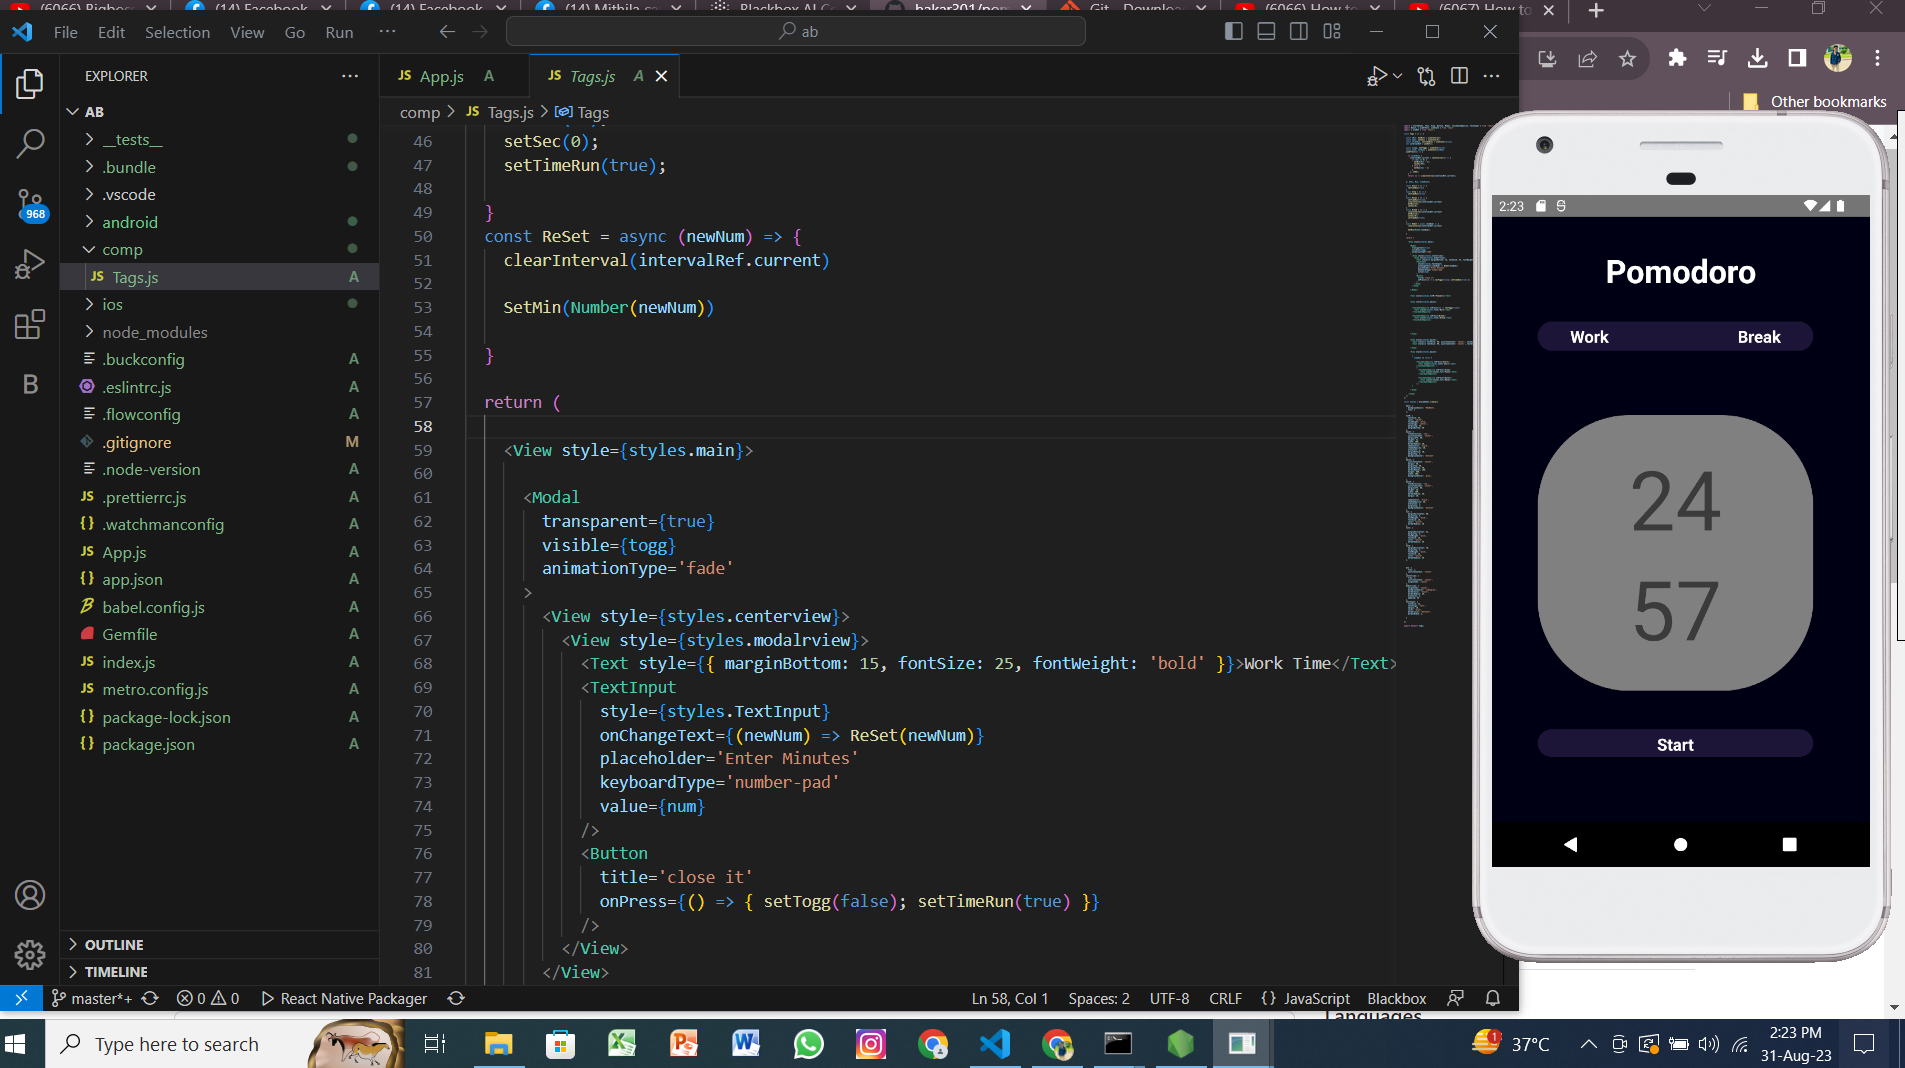 (6066) Bigbos
(14) Facebook
(14) Facebook
(14) Mithila
Blackbox AI
bakar301/pom
Git - Downloa
(6066) How to
(6067) How to
File Edit Selection View Go Run ···
ab
Other bookmarks
EXPLORER
AB
__tests__
.bundle
.vscode
android
comp
JS Tags.js A
ios
node_modules
.buckconfig A
.eslintrc.js A
.flowconfig A
.gitignore M
.node-version A
JS .prettierrc.js A
{} .watchmanconfig A
JS App.js A
{} app.json A
babel.config.js A
Gemfile A
JS index.js A
JS metro.config.js A
{} package-lock.json A
{} package.json A
OUTLINE
TIMELINE
968
B
JS App.js A
JS Tags.js A
comp > JS Tags.js > Tags
46 setSec(0);
47 setTimeRun(true);
48
49 }
50 const ReSet = async (newNum) => {
51 clearInterval(intervalRef.current)
52
53 SetMin(Number(newNum))
54
55 }
56
57 return (
58
59 <View style={styles.main}>
60
61 <Modal
62 transparent={true}
63 visible={togg}
64 animationType='fade'
65 >
66 <View style={styles.centerview}>
67 <View style={styles.modalrview}>
68 <Text style={{ marginBottom: 15, fontSize: 25, fontWeight: 'bold' }}>Work Time</Text>
69 <TextInput
70 style={styles.TextInput}
71 onChangeText={(newNum) => ReSet(newNum)}
72 placeholder='Enter Minutes'
73 keyboardType='number-pad'
74 value={num}
75 />
76 <Button
77 title='close it'
78 onPress={() => { setTogg(false); setTimeRun(true) }}
79 />
80 </View>
81 </View>
2:23
Pomodoro
Work Break
24
57
Start
master*+ 0 0 React Native Packager
Ln 58, Col 1 Spaces: 2 UTF-8 CRLF {} JavaScript Blackbox
Languages
Type here to search
1
37°C
2:23 PM
31-Aug-23